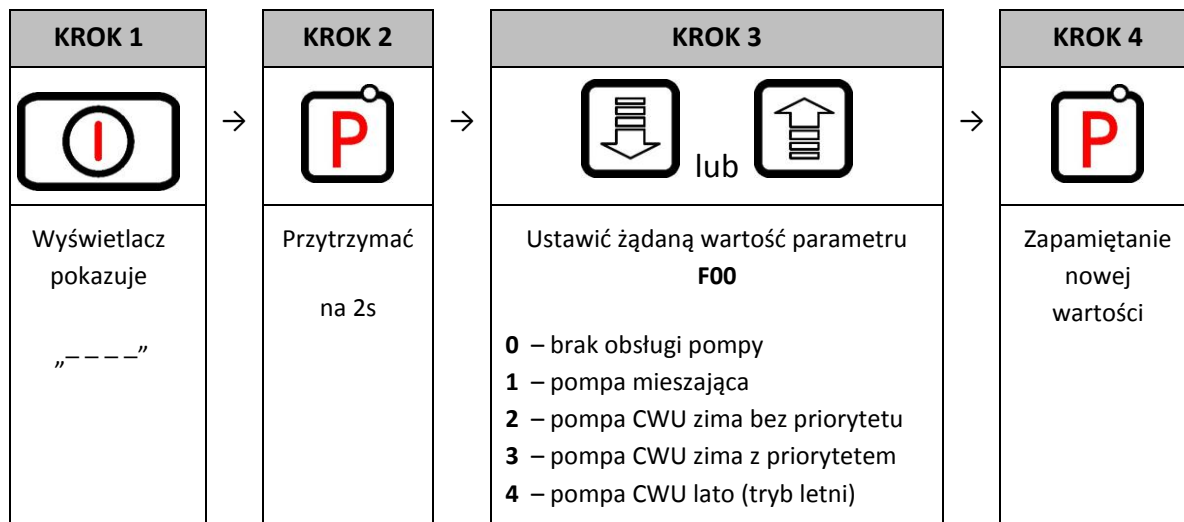 KROK 1
KROK 2
KROK 3
KROK 4
I
→
P
→
lub
→
P
Wyświetlacz
pokazuje
„– – – –”
Przytrzymać
na 2s
Ustawić żądaną wartość parametru
F00
0 – brak obsługi pompy
1 – pompa mieszająca
2 – pompa CWU zima bez priorytetu
3 – pompa CWU zima z priorytetem
4 – pompa CWU lato (tryb letni)
Zapamiętanie
nowej
wartości